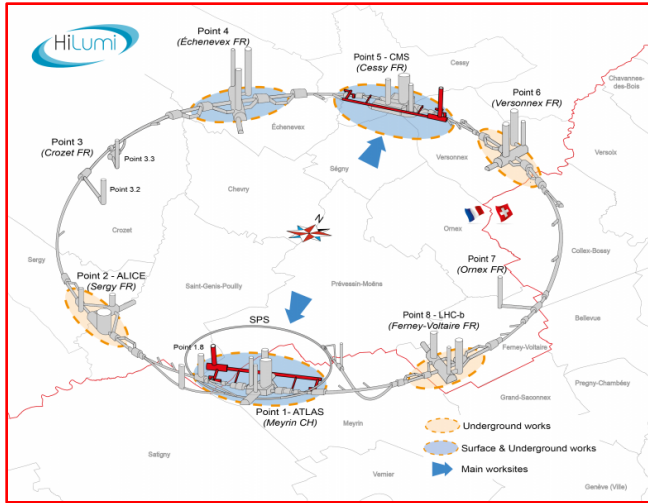 HiLumi
Point 4
(Échenevex FR)
Point 5 - CMS
(Cessy FR)
Cessy
Point 6
(Versonnex FR)
Chavannes-
des-Bois
Point 3
(Crozet FR)
Point 3.3
Point 3.2
Échenevex
Ségny
Versonnex
Versoix
Chevry
Crozet
N
Ornex
Collex-Bossy
Sergy
Point 2 - ALICE
(Sergy FR)
Saint-Genis-Pouilly
Prévessin-Moëns
Point 7
(Ornex FR)
SPS
Point 8 - LHC-b
(Ferney-Voltaire FR)
Bellevue
Point 1.8
Ferney-Voltaire
Pregny-Chambésy
Point 1- ATLAS
(Meyrin CH)
Meyrin
Grand-Saconnex
Satigny
Vernier
Genève (Ville)
Underground works
Surface & Underground works
Main worksites